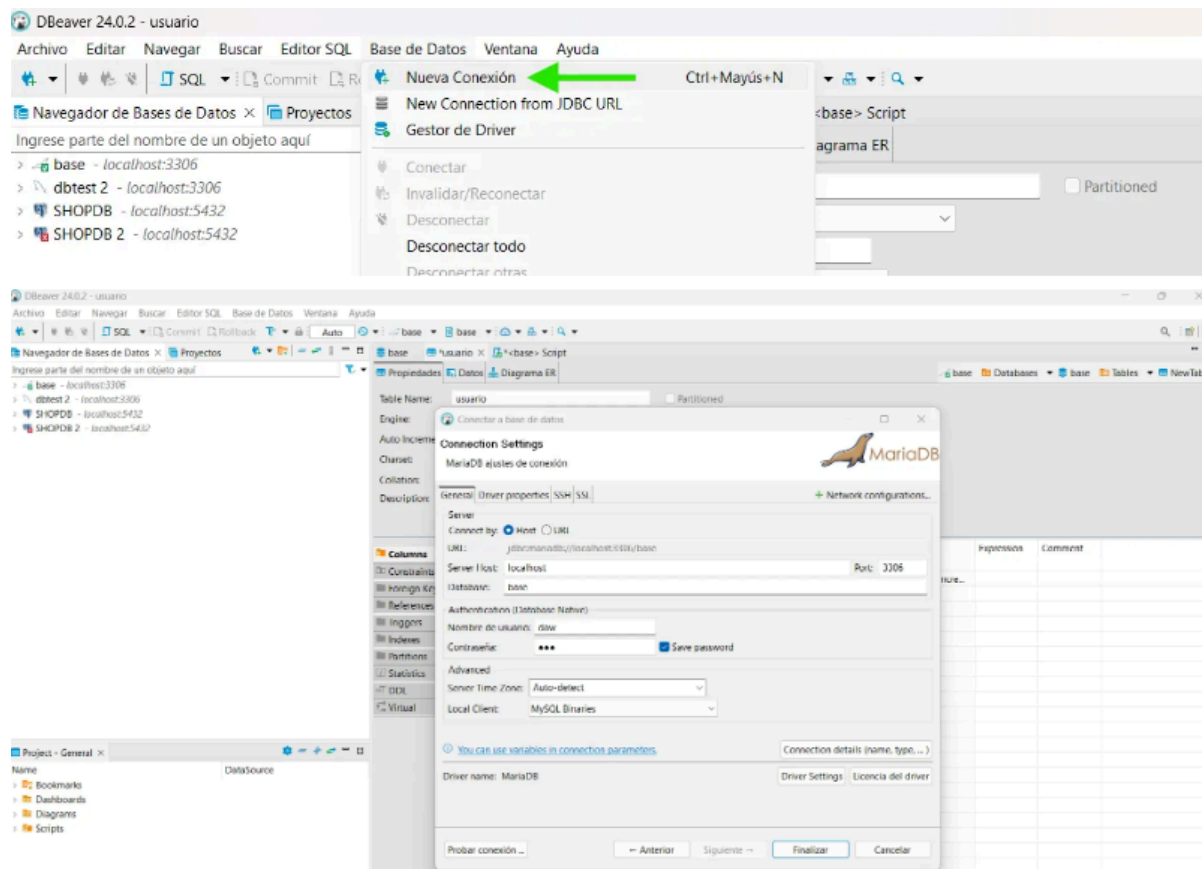 DBeaver 24.0.2 - usuario
Archivo Editar Navegar Buscar Editor SQL Base de Datos Ventana Ayuda
SQL Commit
Nueva Conexión Ctrl+Mayús+N
New Connection from JDBC URL
Gestor de Driver
Conectar
Invalidar/Reconectar
Desconectar
Desconectar todo
Desconectar otras
Navegador de Bases de Datos Proyectos
<base> Script
Ingrese parte del nombre de un objeto aquí
agrama ER
base - localhost:3306
dbtest 2 - localhost:3306
SHOPDB - localhost:5432
SHOPDB 2 - localhost:5432
Partitioned
DBeaver 24.0.2 - usuario
Archivo Editar Navegar Buscar Editor SQL Base de Datos Ventana Ayuda
SQL Commit Rollback Auto base base
Navegador de Bases de Datos Proyectos
base *usuario *<base> Script
Ingrese parte del nombre de un objeto aquí
Propiedades Datos Diagrama ER
base Databases base Tables NewTab
base - localhost:3306
dbtest 2 - localhost:3306
SHOPDB - localhost:5432
SHOPDB 2 - localhost:5432
Table Name: usuario Partitioned
Engine:
Auto Increme
Charset:
Collation:
Description:
Columns
Constraints
Foreign Ke
References
Triggers
Indexes
Partitions
Statistics
DDL
Virtual
Expression Comment
Conectar a base de datos
Connection Settings
MariaDB ajustes de conexión
MariaDB
General Driver properties SSH SSL
+ Network configurations...
Server
Connect by: Host URL
URL: jdbc:mariadb://localhost:3306/base
Server Host: localhost Port: 3306
Database: base
Authentication (Database Native)
Nombre de usuario: daw
Contraseña: ••• Save password
Advanced
Server Time Zone: Auto-detect
Local Client: MySQL Binaries
You can use variables in connection parameters.
Connection details (name, type, ... )
Driver name: MariaDB
Driver Settings Licencia del driver
Probar conexión ... Anterior Siguiente Finalizar Cancelar
Project - General
Name DataSource
Bookmarks
Dashboards
Diagrams
Scripts